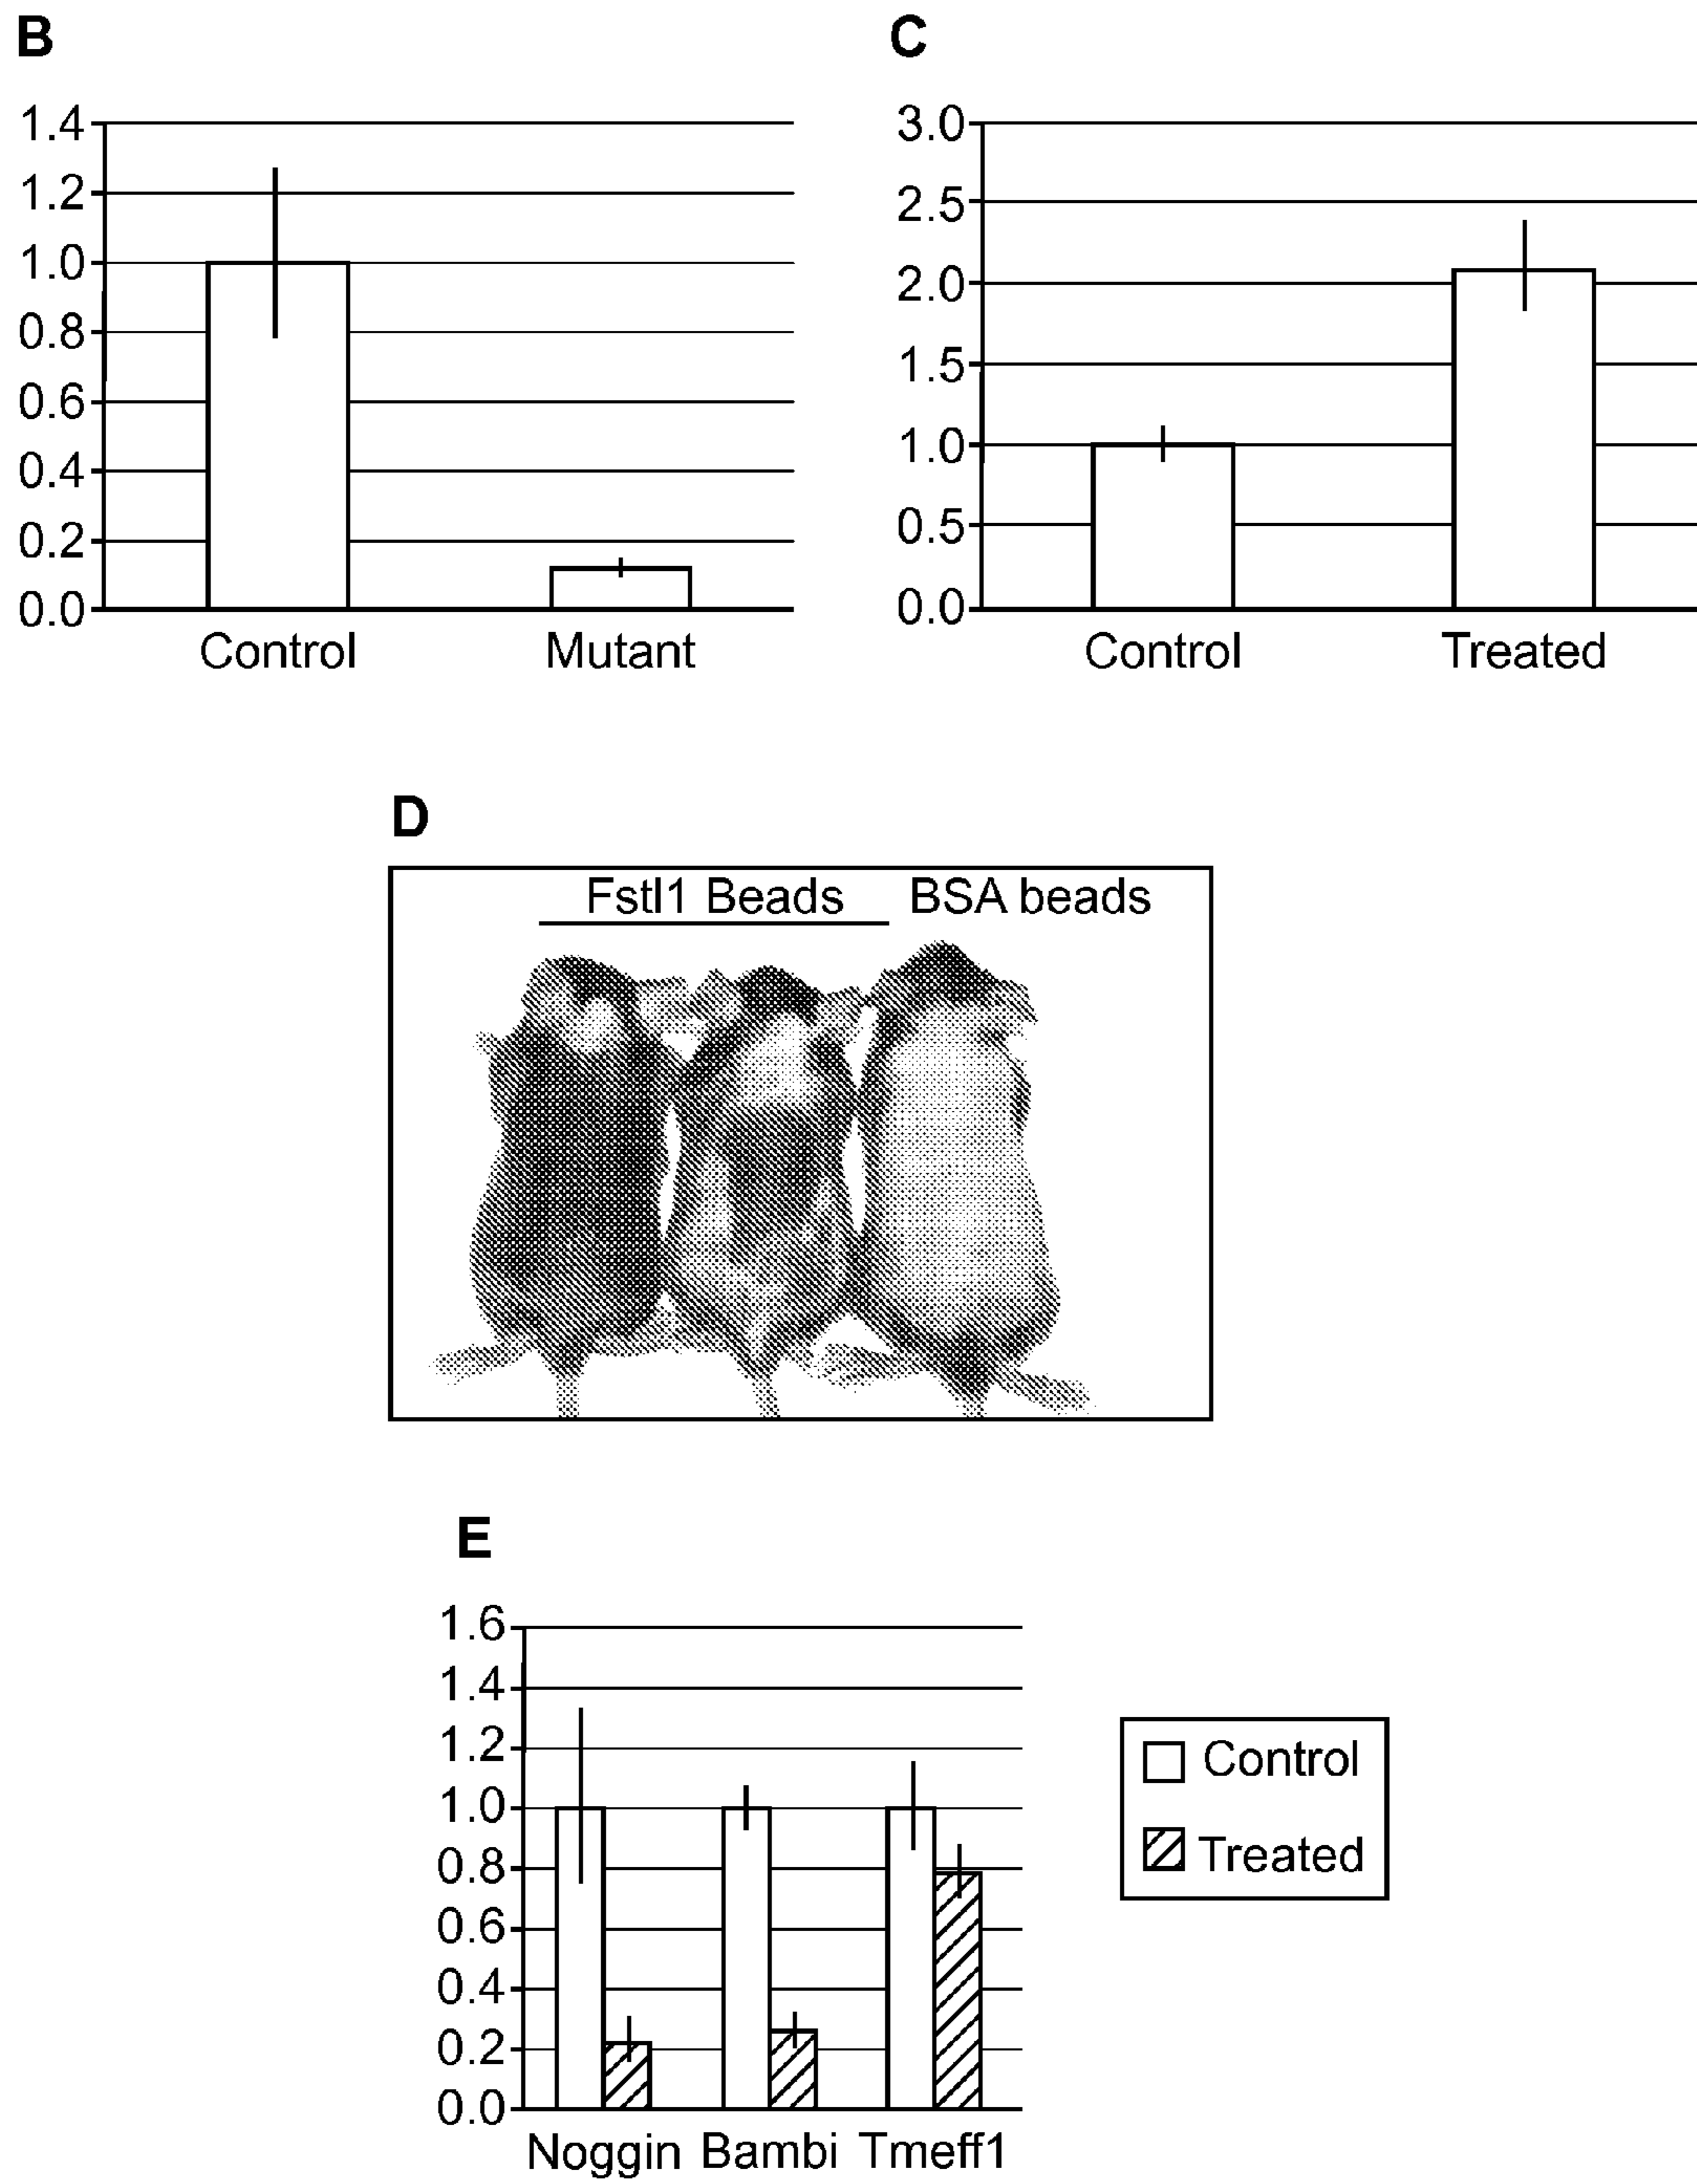 B
1.4
1.2
1.0
0.8
0.6
0.4
0.2
0.0
Control Mutant
C
3.0
2.5
2.0
1.5
1.0
0.5
0.0
Control Treated
D
Fstl1 Beads BSA beads
E
1.6
1.4
1.2
1.0
0.8
0.6
0.4
0.2
0.0
Noggin Bambi Tmeff1
Control
Treated